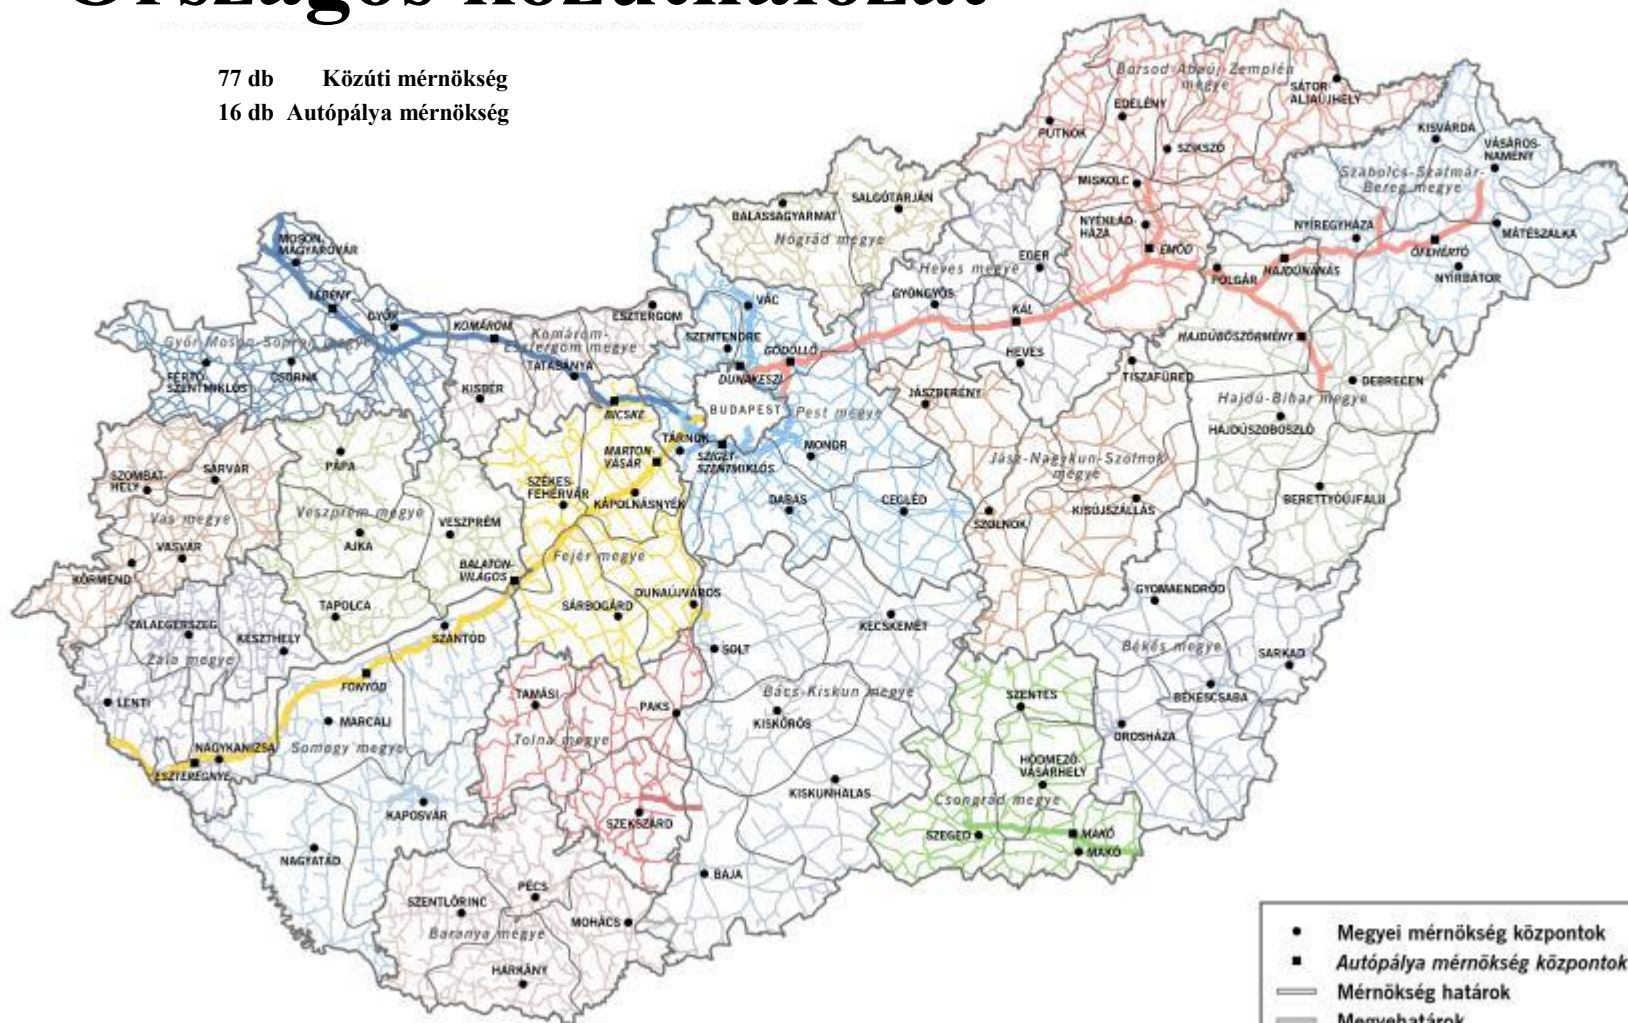 Országos közúthálózat
77 db Közúti mérnökség
16 db Autópálya mérnökség
Borsod-Abaúj-Zemplén
megye
SÁTOR
ALJAÚJHELY
EDELÉNY
PUTNOK
SZIKSZÓ
KISVÁRDA
VÁSÁROS-
NAMÉNY
Szabolcs-Szatmár-
Bereg megye
MISKOLC
SALGÓTARJÁN
BALASSAGYARMAT
Nógrád megye
NYÉKLÁD-
HÁZA
EMŐD
NYÍREGYHÁZA
MÁTÉSZALKA
ŐFEHÉRTÓ
NYÍRBÁTOR
MOSON-
MAGYARÓVÁR
EGER
Heves megye
POLGÁR
HAJDÚNÁNÁS
LÉBÉNY
GYŐR
KOMÁROM
ESZTERGOM
VÁC
GYÖNGYÖS
KÁL
Komárom-
Esztergom megye
SZENTENDRE
GÖDÖLLŐ
HAJDÚBÖSZÖRMÉNY
Győr-Moson-Sopron megye
FERTŐ-
SZENTMIKLÓS
CSORNA
TATABÁNYA
DUNAKESZI
HEVES
TISZAFÜRED
DEBRECEN
KISBÉR
BICSKE
BUDAPEST
Pest megye
JÁSZBERÉNY
Hajdú-Bihar megye
HAJDÚSZOBOSZLÓ
TÁRNOK
SZIGET-
SZENTMIKLÓS
MONOR
MARTON-
VÁSÁR
PÁPA
SÁRVÁR
SZOMBAT-
HELY
Jász-Nagykun-Szolnok
megye
SZÉKES-
FEHÉRVÁR
KÁPOLNÁSNYÉK
DABAS
CEGLÉD
BERETTYÓÚJFALU
Vas megye
Veszprém megye
VESZPRÉM
SZOLNOK
KISÚJSZÁLLÁS
VASVÁR
AJKA
Fejér megye
KÖRMEND
BALATON-
VILÁGOS
GYOMAENDRŐD
TAPOLCA
SÁRBOGÁRD
DUNAÚJVÁROS
KECSKEMÉT
ZALAEGERSZEG
KESZTHELY
SZÁNTÓD
SOLT
Békés megye
SARKAD
Zala megye
FONYÓD
TAMÁSI
PAKS
Bács-Kiskun megye
SZENTES
BÉKÉSCSABA
LENTI
MARCALI
KISKŐRÖS
OROSHÁZA
Tolna megye
NAGYKANIZSA
Somogy megye
ESZTEREGNYE
HÓDMEZŐ-
VÁSÁRHELY
KISKUNHALAS
Csongrád megye
KAPOSVÁR
SZEKSZÁRD
SZEGED
MAKÓ
MAKÓ
NAGYATÁD
BAJA
PÉCS
SZENTLŐRINC
MOHÁCS
Baranya megye
HARKÁNY
Megyei mérnökség központok
Autópálya mérnökség központok
Mérnökség határok
Megyehatárok